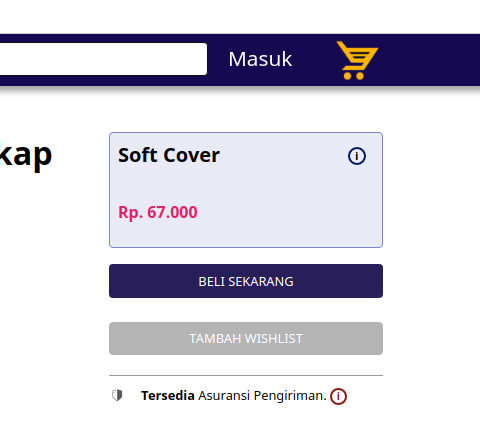 Masuk
kap
Soft Cover
Rp. 67.000
BELI SEKARANG
TAMBAH WISHLIST
Tersedia Asuransi Pengiriman.